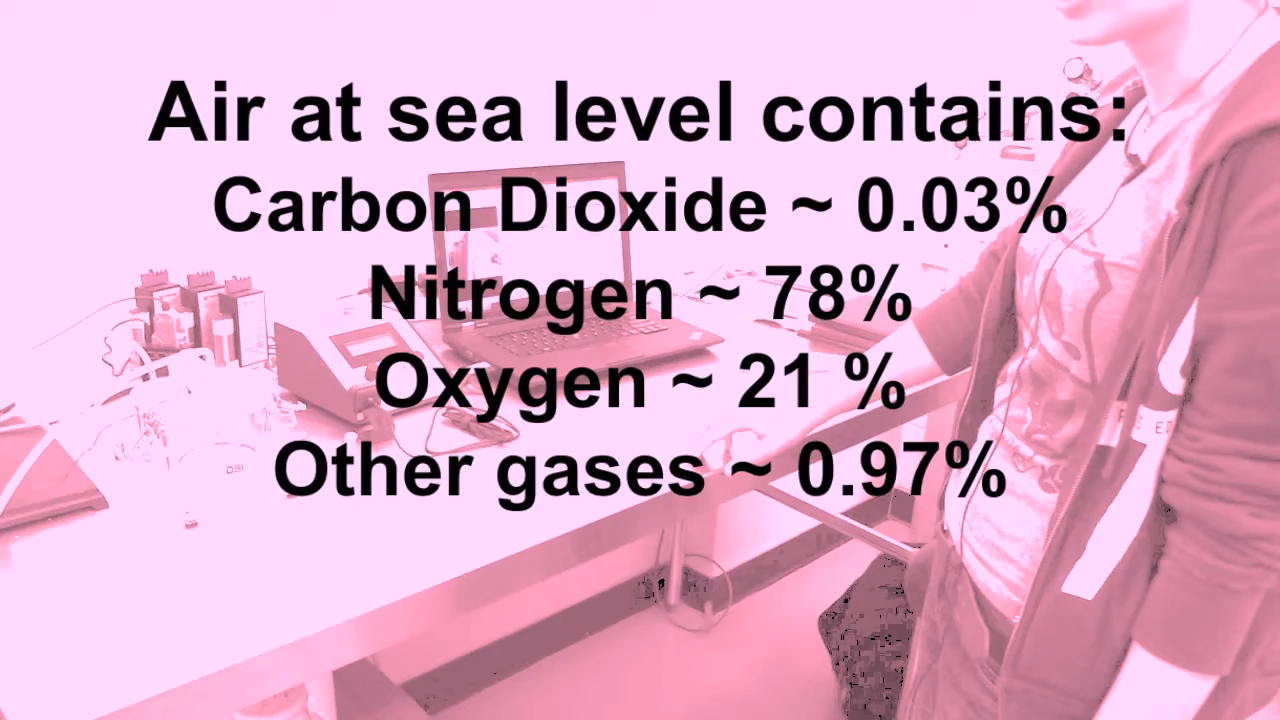 Air at sea level contains:
Carbon Dioxide ~ 0.03%
Nitrogen ~ 78%
Oxygen ~ 21 %
Other gases ~ 0.97%